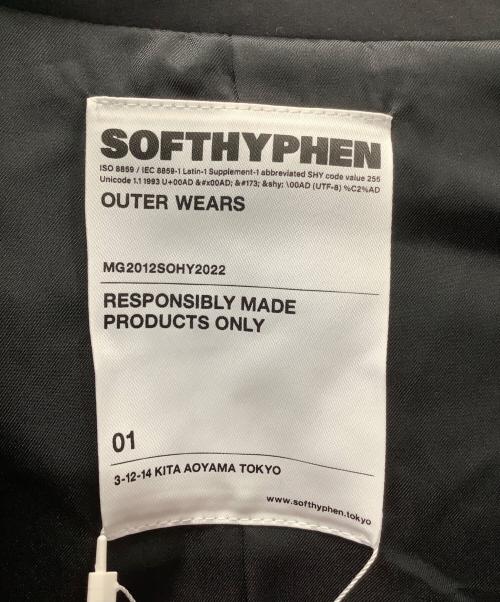 SOFTHYPHEN
ISO 8859 / IEC 8859-1 Latin-1 Supplement-1 abbreviated SHY code value 255
Unicode 1.1 1993 U+00AD &#x00AD; &#173; &shy; \00AD (UTF-8) %C2%AD
OUTER WEARS
MG2012SOHY2022
RESPONSIBLY MADE
PRODUCTS ONLY
01
3-12-14 KITA AOYAMA TOKYO
www.softhyphen.tokyo